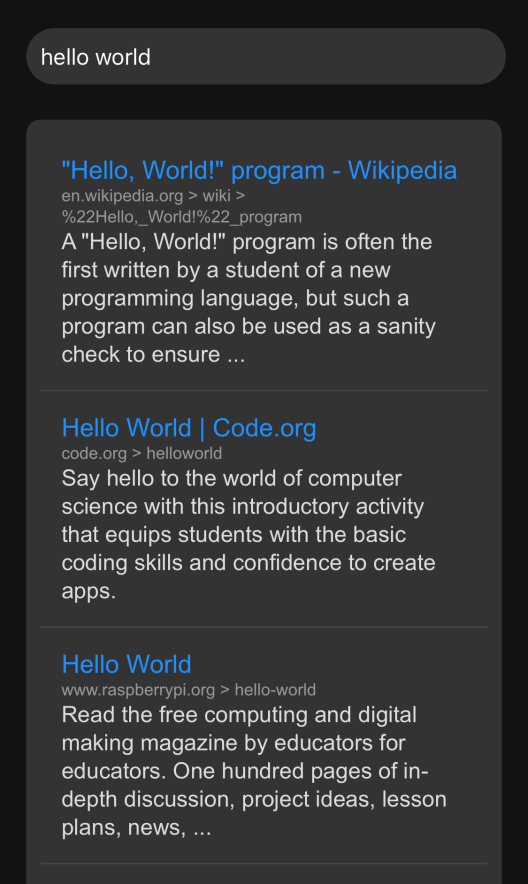 hello world
"Hello, World!" program - Wikipedia
en.wikipedia.org > wiki >
%22Hello,_World!%22_program
A "Hello, World!" program is often the
first written by a student of a new
programming language, but such a
program can also be used as a sanity
check to ensure ...
Hello World | Code.org
code.org > helloworld
Say hello to the world of computer
science with this introductory activity
that equips students with the basic
coding skills and confidence to create
apps.
Hello World
www.raspberrypi.org > hello-world
Read the free computing and digital
making magazine by educators for
educators. One hundred pages of in-
depth discussion, project ideas, lesson
plans, news, ...